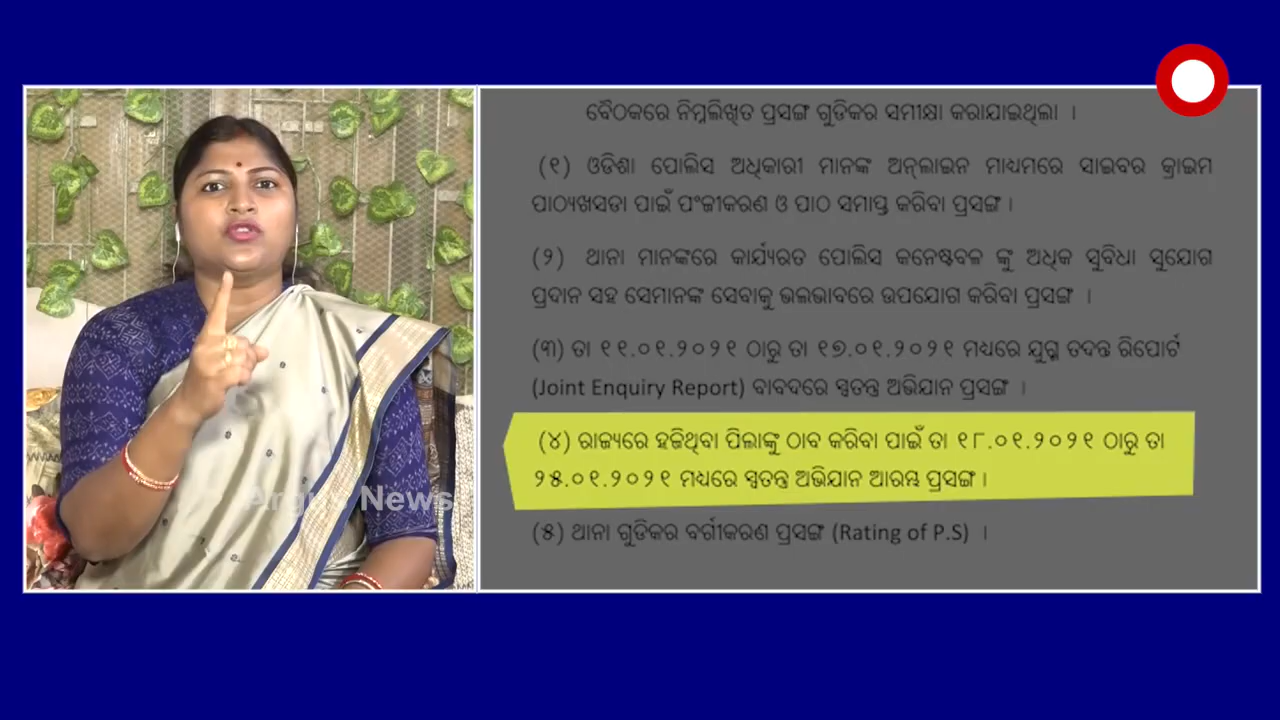 ବୈଠକରେ ନିମ୍ନଲିଖିତ ପ୍ରସଙ୍ଗ ଗୁଡିକର ସମୀକ୍ଷା କରାଯାଇଥିଲା ।
(୧) ଓଡିଶା ପୋଲିସ ଅଧିକାରୀ ମାନଙ୍କ ଅନ୍‌ଲାଇନ ମାଧ୍ୟମରେ ସାଇବର କ୍ରାଇମ
ପାଠ୍ୟଖସଡା ପାଇଁ ପଂଜୀକରଣ ଓ ପାଠ ସମାପ୍ତ କରିବା ପ୍ରସଙ୍ଗ ।
(୨) ଥାନା ମାନଙ୍କରେ କାର୍ଯ୍ୟରତ ପୋଲିସ କନେଷ୍ଟବଳ ଙ୍କୁ ଅଧିକ ସୁବିଧା ସୁଯୋଗ
ପ୍ରଦାନ ସହ ସେମାନଙ୍କ ସେବାକୁ ଭଲଭାବରେ ଉପଯୋଗ କରିବା ପ୍ରସଙ୍ଗ ।
(୩) ତା ୧୧.୦୧.୨୦୨୧ ଠାରୁ ତା ୧୭.୦୧.୨୦୨୧ ମଧ୍ୟରେ ଯୁଗ୍ମ ତଦନ୍ତ ରିପୋର୍ଟ
(Joint Enquiry Report) ବାବଦରେ ସ୍ବତନ୍ତ୍ର ଅଭିଯାନ ପ୍ରସଙ୍ଗ ।
(୪) ରାଜ୍ୟରେ ହଜିଥିବା ପିଲାଙ୍କୁ ଠାବ କରିବା ପାଇଁ ତା ୧୮.୦୧.୨୦୨୧ ଠାରୁ ତା
୨୫.୦୧.୨୦୨୧ ମଧ୍ୟରେ ସ୍ବତନ୍ତ୍ର ଅଭିଯାନ ଆରମ୍ଭ ପ୍ରସଙ୍ଗ ।
(୫) ଥାନା ଗୁଡିକର ବର୍ଗୀକରଣ ପ୍ରସଙ୍ଗ (Rating of P.S) ।
Argus News